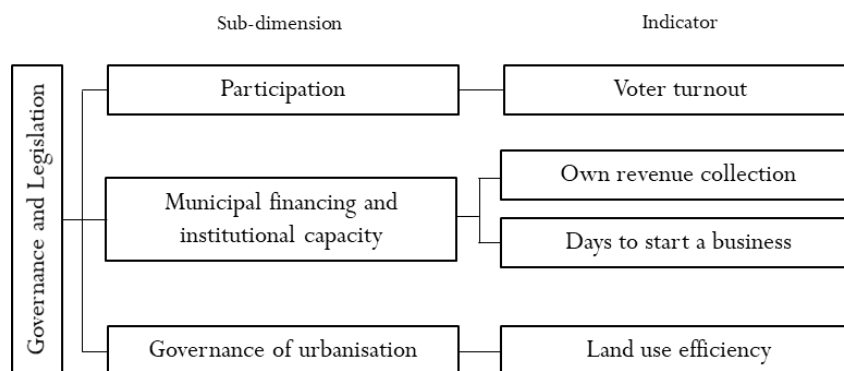 Sub-dimension
Indicator
Governance and Legislation
Participation
Voter turnout
Municipal financing and
institutional capacity
Own revenue collection
Days to start a business
Governance of urbanisation
Land use efficiency